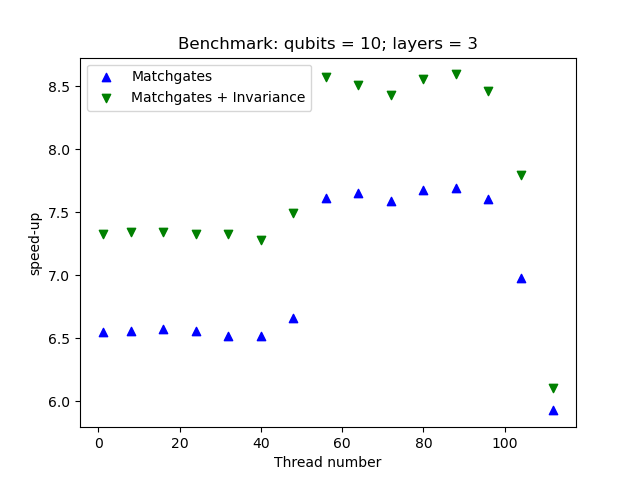 Benchmark: qubits = 10; layers = 3
Matchgates
Matchgates + Invariance
8.5
8.0
7.5
7.0
6.5
6.0
speed-up
0 20 40 60 80 100
Thread number